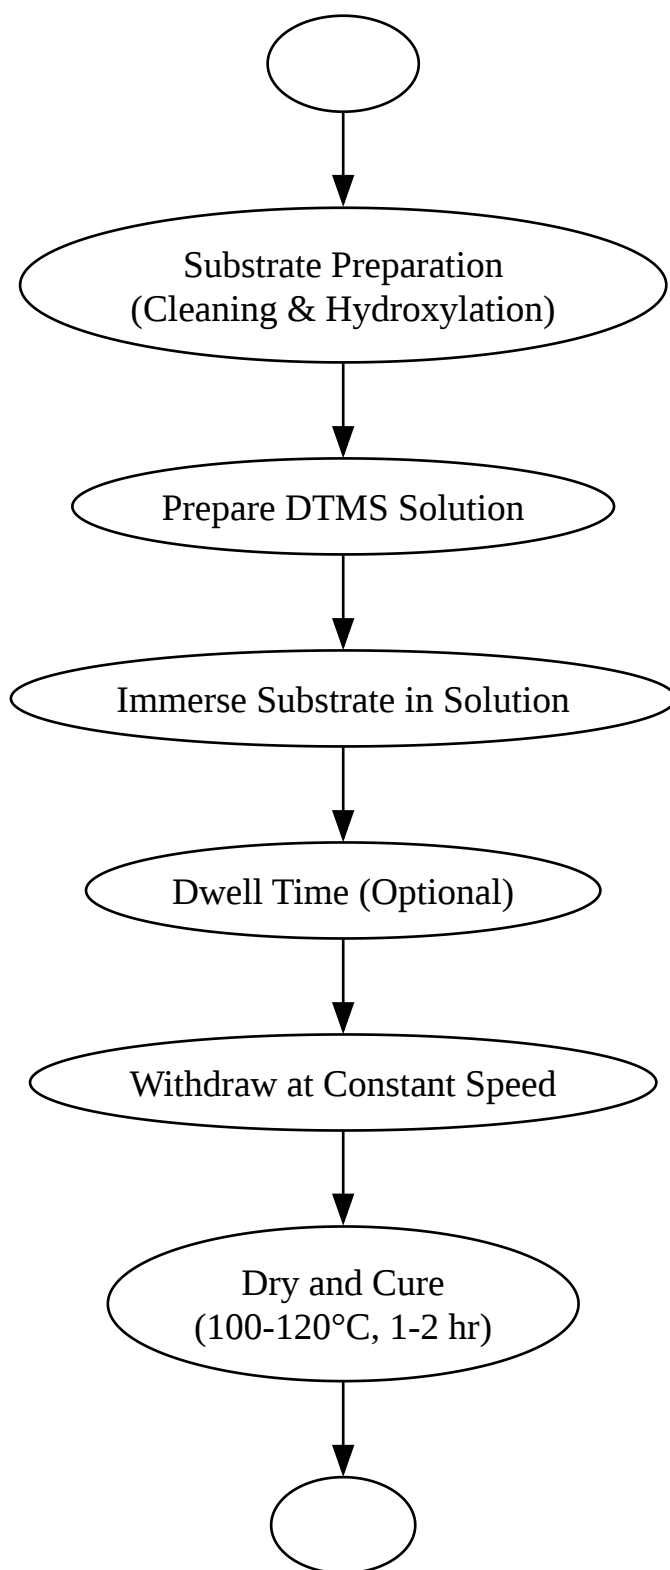 Substrate Preparation
(Cleaning & Hydroxylation)
Prepare DTMS Solution
Immerse Substrate in Solution
Dwell Time (Optional)
Withdraw at Constant Speed
Dry and Cure
(100-120°C, 1-2 hr)